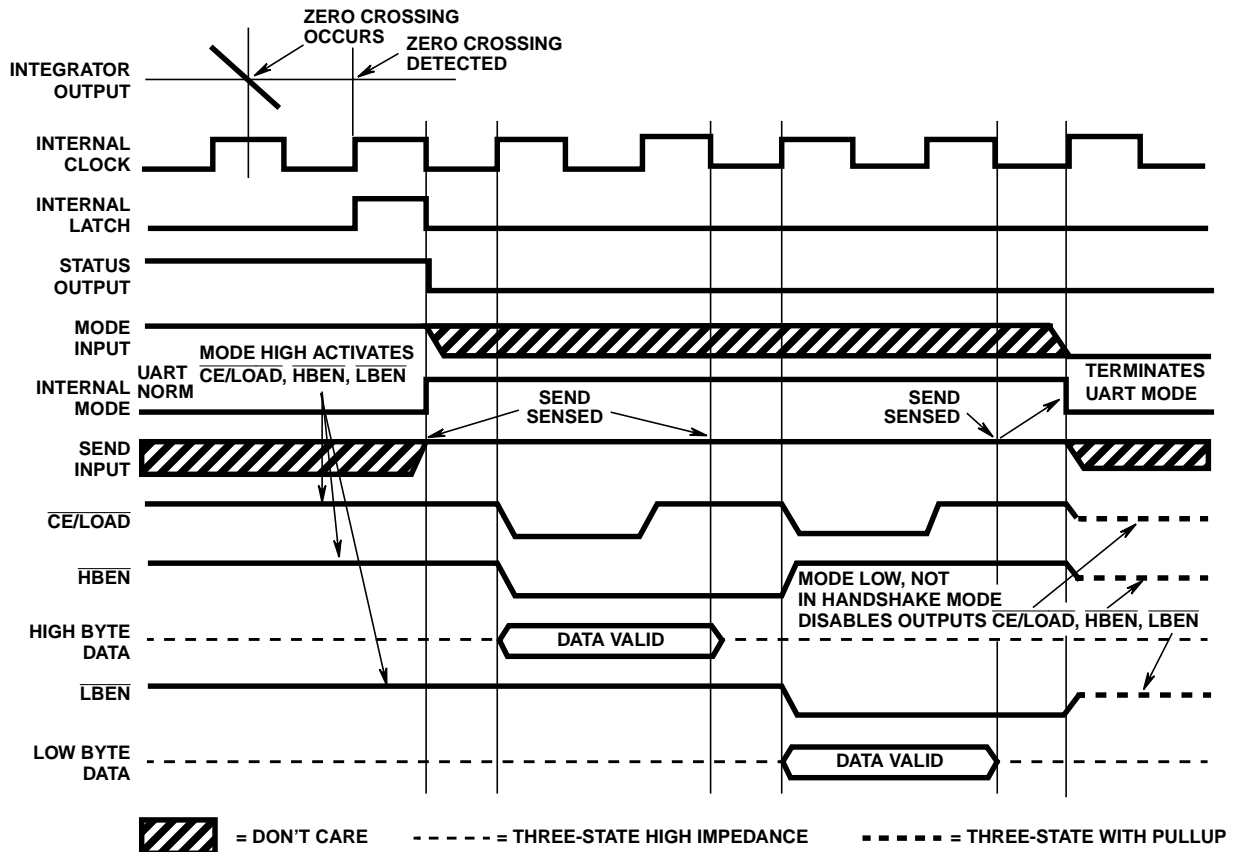 ZERO CROSSING
OCCURS
ZERO CROSSING
DETECTED
INTEGRATOR
OUTPUT
INTERNAL
CLOCK
INTERNAL
LATCH
STATUS
OUTPUT
MODE
INPUT
MODE HIGH ACTIVATES
CE/LOAD, HBEN, LBEN
UART
NORM
INTERNAL
MODE
TERMINATES
UART MODE
SEND
SENSED
SEND
SENSED
SEND
INPUT
CE/LOAD
HBEN
MODE LOW, NOT
IN HANDSHAKE MODE
DISABLES OUTPUTS CE/LOAD, HBEN, LBEN
HIGH BYTE
DATA
DATA VALID
LBEN
LOW BYTE
DATA
DATA VALID
= DON'T CARE
= THREE-STATE HIGH IMPEDANCE
= THREE-STATE WITH PULLUP